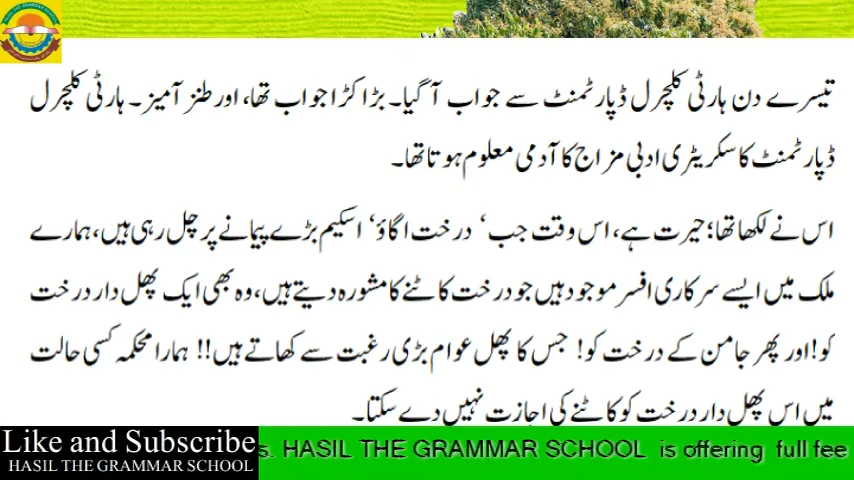 تیسرے دن ہارٹی کلچرل ڈپارٹمنٹ سے جواب آ گیا۔ بڑا کڑا جواب تھا، اور طنز آمیز۔ ہارٹی کلچرل
ڈپارٹمنٹ کا سکریٹری ادبی مزاج کا آدمی معلوم ہوتا تھا۔
اس نے لکھا تھا؛ حیرت ہے، اس وقت جب ‘ درخت اگاؤ’ اسکیم بڑے پیمانے پر چل رہی ہیں، ہمارے
ملک میں ایسے سرکاری افسر موجود ہیں جو درخت کاٹنے کا مشورہ دیتے ہیں، وہ بھی ایک پھل دار درخت
کو! اور پھر جامن کے درخت کو! جس کا پھل عوام بڑی رغبت سے کھاتے ہیں!! ہمارا محکمہ کسی حالت
میں اس پھل دار درخت کو کاٹنے کی اجازت نہیں دے سکتا۔
Like and Subscribe
HASIL THE GRAMMAR SCHOOL
s. HASIL THE GRAMMAR SCHOOL is offering full fee